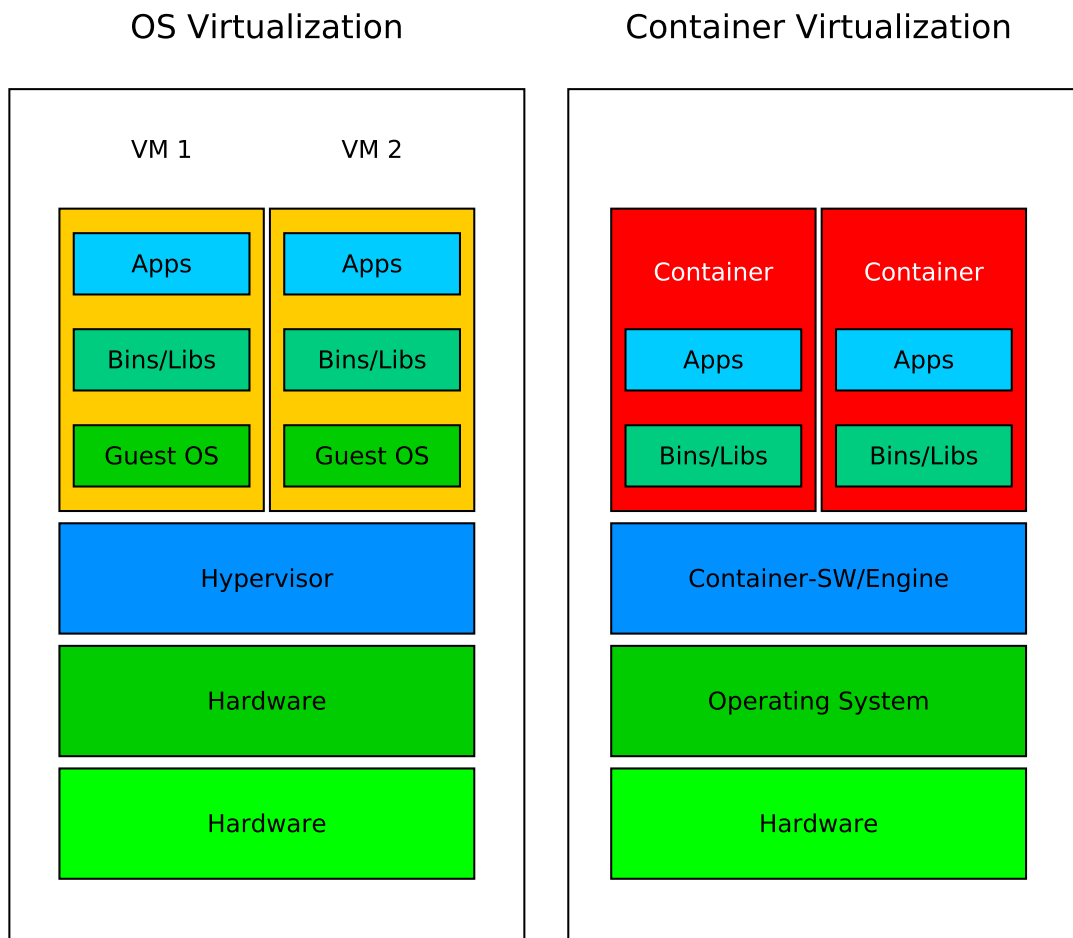 OS Virtualization
Container Virtualization
VM 1
VM 2
Apps
Apps
Bins/Libs
Bins/Libs
Guest OS
Guest OS
Hypervisor
Hardware
Hardware
Container
Container
Apps
Apps
Bins/Libs
Bins/Libs
Container-SW/Engine
Operating System
Hardware